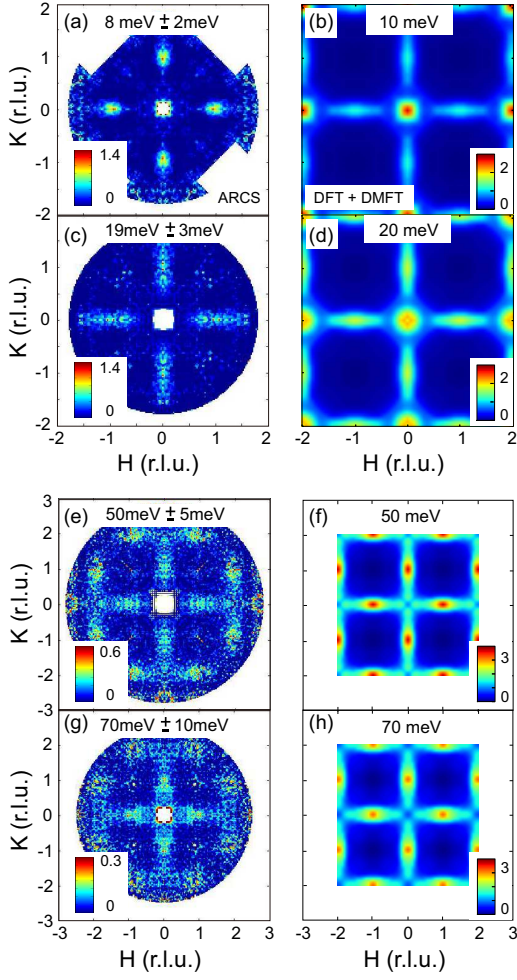 (a) 8 meV ± 2meV
(b) 10 meV
2
1
0
-1
-2
K (r.l.u.)
1.4
0
ARCS
DFT + DMFT
2
0
(c) 19meV ± 3meV
(d) 20 meV
2
1
0
-1
-2
K (r.l.u.)
1.4
0
2
0
-2 -1 0 1 2
-2 -1 0 1 2
H (r.l.u.)
H (r.l.u.)
(e) 50meV ± 5meV
(f) 50 meV
3
2
1
0
-1
-2
-3
K (r.l.u.)
0.6
0
3
0
(g) 70meV ± 10meV
(h) 70 meV
2
1
0
-1
-2
-3
K (r.l.u.)
0.3
0
3
0
-3 -2 -1 0 1 2 3
-3 -2 -1 0 1 2 3
H (r.l.u.)
H (r.l.u.)